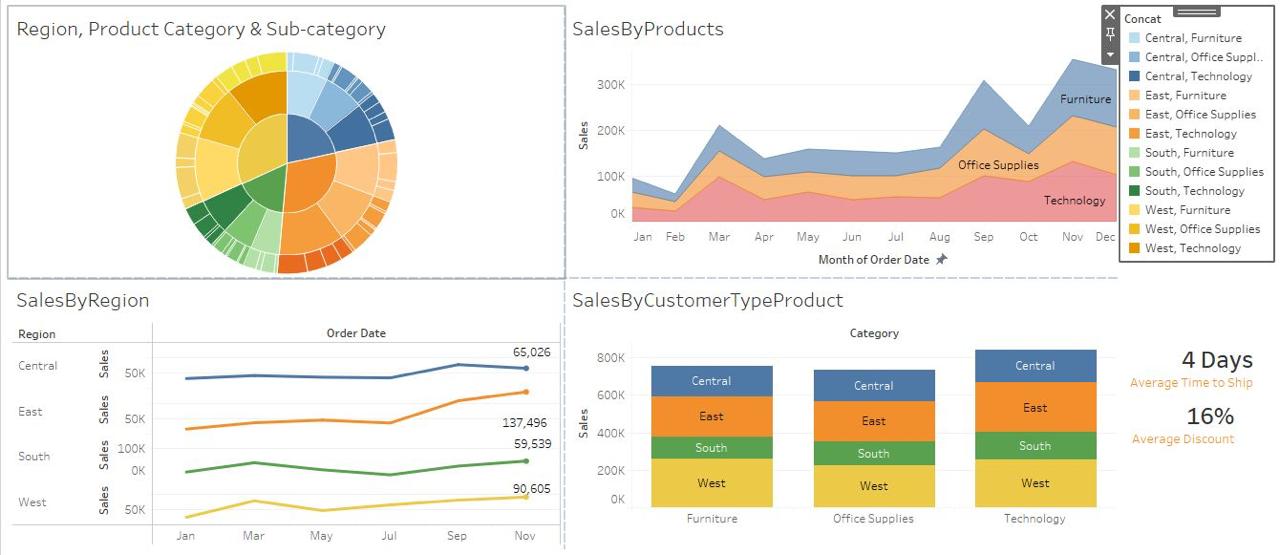 Region, Product Category & Sub-category
SalesByProducts
Sales
300K
200K
100K
0K
Furniture
Office Supplies
Technology
Jan Feb Mar Apr May Jun Jul Aug Sep Oct Nov Dec
Month of Order Date
Concat
Central, Furniture
Central, Office Suppl..
Central, Technology
East, Furniture
East, Office Supplies
East, Technology
South, Furniture
South, Office Supplies
South, Technology
West, Furniture
West, Office Supplies
West, Technology
SalesByRegion
Region
Order Date
Central
Sales
50K
65,026
East
Sales
50K
137,496
South
Sales
100K
0K
59,539
West
Sales
50K
90,605
Jan Mar May Jul Sep Nov
SalesByCustomerTypeProduct
Category
Sales
800K
600K
400K
200K
0K
Central
East
South
West
Central
East
South
West
Central
East
South
West
Furniture Office Supplies Technology
4 Days
Average Time to Ship
16%
Average Discount